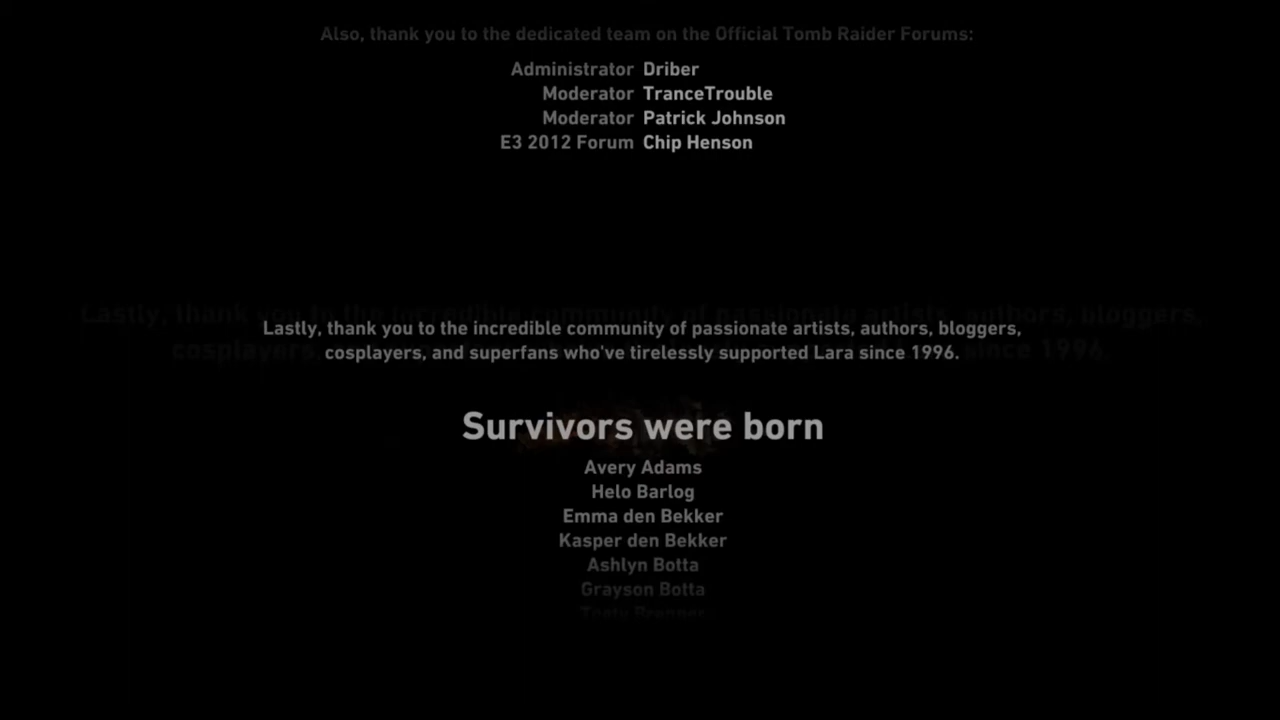 Also, thank you to the dedicated team on the Official Tomb Raider Forums:
Administrator Driber
Moderator TranceTrouble
Moderator Patrick Johnson
E3 2012 Forum Chip Henson
Lastly, thank you to the incredible community of passionate artists, authors, bloggers,
cosplayers, and superfans who've tirelessly supported Lara since 1996.
Survivors were born
Avery Adams
Helo Barlog
Emma den Bekker
Kasper den Bekker
Ashlyn Botta
Grayson Botta